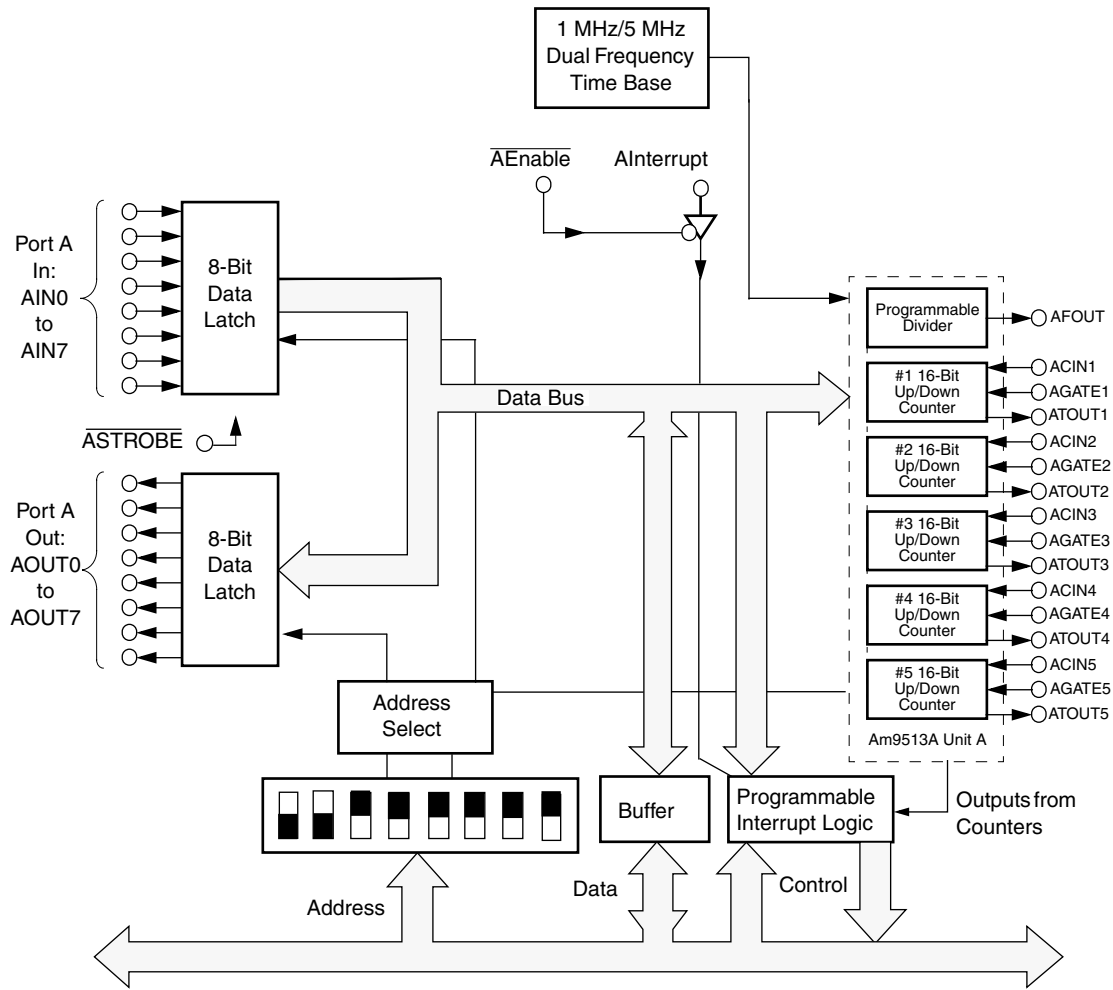 1 MHz/5 MHz
Dual Frequency
Time Base
AEnable
AInterrupt
Port A
In:
AIN0
to
AIN7
8-Bit
Data
Latch
ASTROBE
Port A
Out:
AOUT0
to
AOUT7
8-Bit
Data
Latch
Data Bus
Programmable
Divider
AFOUT
#1 16-Bit
Up/Down
Counter
ACIN1
AGATE1
ATOUT1
#2 16-Bit
Up/Down
Counter
ACIN2
AGATE2
ATOUT2
#3 16-Bit
Up/Down
Counter
ACIN3
AGATE3
ATOUT3
#4 16-Bit
Up/Down
Counter
ACIN4
AGATE4
ATOUT4
#5 16-Bit
Up/Down
Counter
ACIN5
AGATE5
ATOUT5
Am9513A Unit A
Address
Select
Buffer
Programmable
Interrupt Logic
Outputs from
Counters
Address
Data
Control